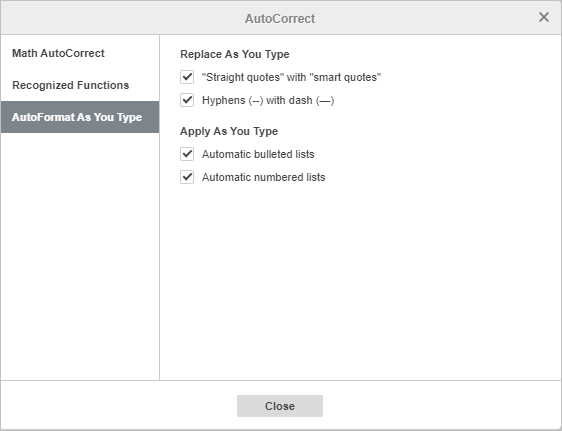 AutoCorrect
Math AutoCorrect
Recognized Functions
AutoFormat As You Type
Replace As You Type
"Straight quotes" with "smart quotes"
Hyphens (--) with dash (—)
Apply As You Type
Automatic bulleted lists
Automatic numbered lists
Close